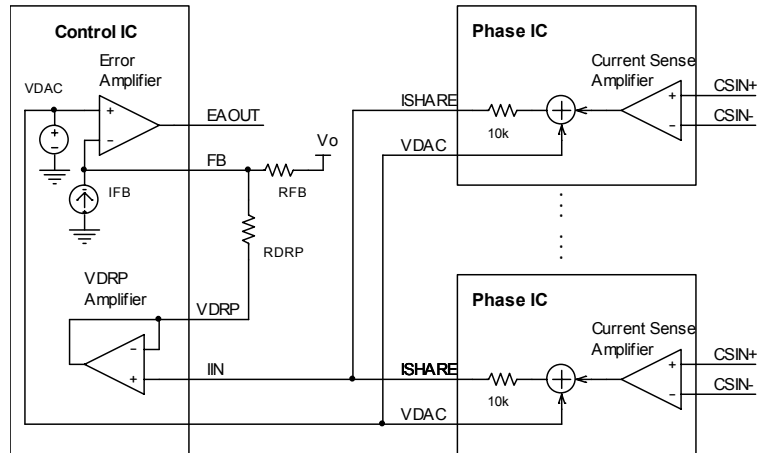 Control IC
Error
Amplifier
VDAC
+
-
+
-
EAOUT
FB
Vo
RFB
IFB
RDRP
VDRP
Amplifier
VDRP
-
+
IIN
Phase IC
Current Sense
Amplifier
CSIN+
+
CSIN-
-
ISHARE
10k
VDAC
Phase IC
Current Sense
Amplifier
CSIN+
+
CSIN-
-
ISHARE
10k
VDAC